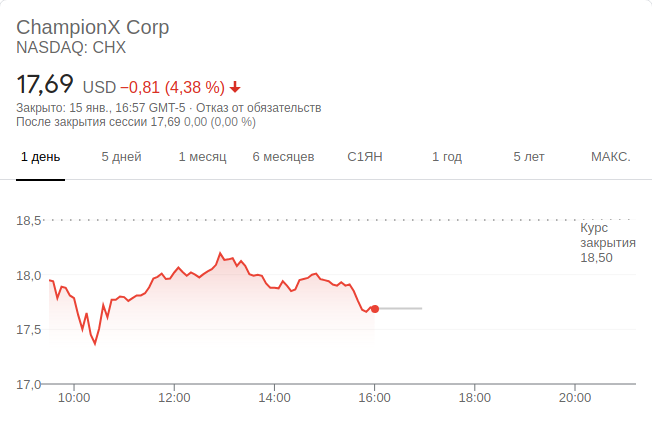 ChampionX Corp
NASDAQ: CHX
17,69 USD −0,81 (4,38 %)
Закрыто: 15 янв., 16:57 GMT-5 · Отказ от обязательств
После закрытия сессии 17,69 0,00 (0,00 %)
1 день 5 дней 1 месяц 6 месяцев С1ЯН 1 год 5 лет МАКС.
18,5
Курс
закрытия
18,50
18,0
17,5
17,0
10:00 12:00 14:00 16:00 18:00 20:00